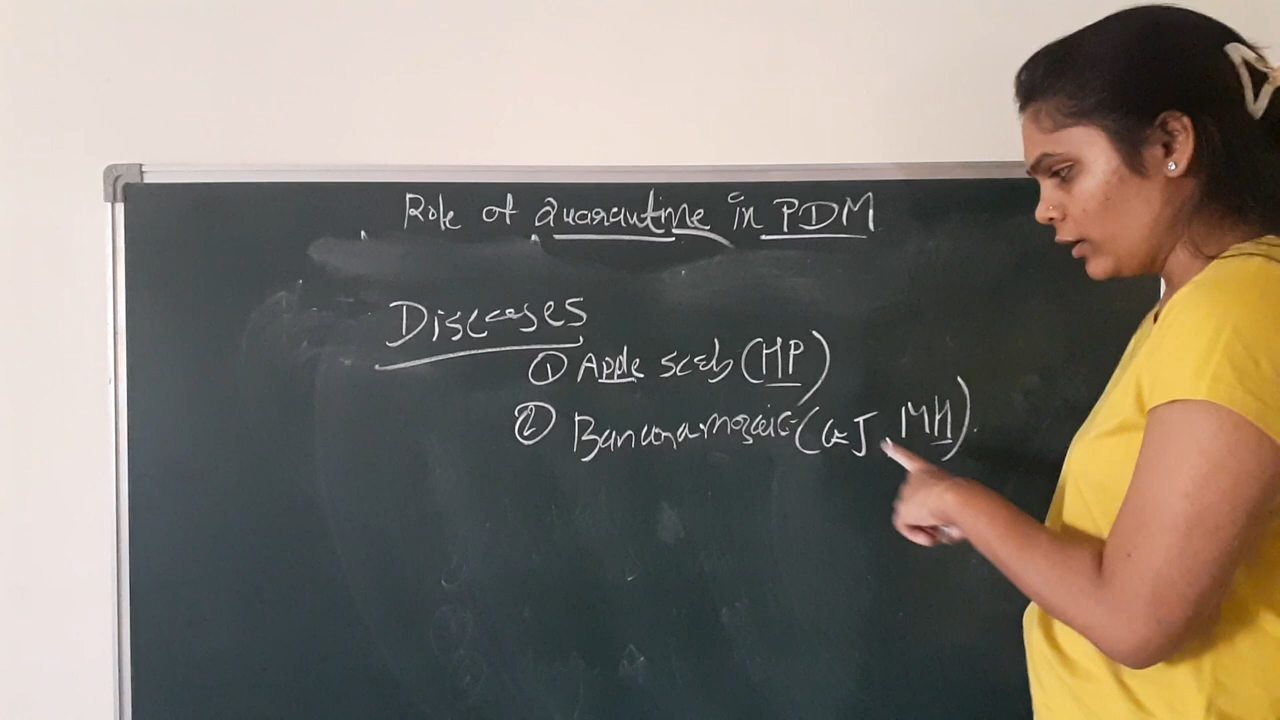 Role of Quarantine in PDM
Diseases
① Apple scab (HP)
② Banana mosaic (GJ, MH).